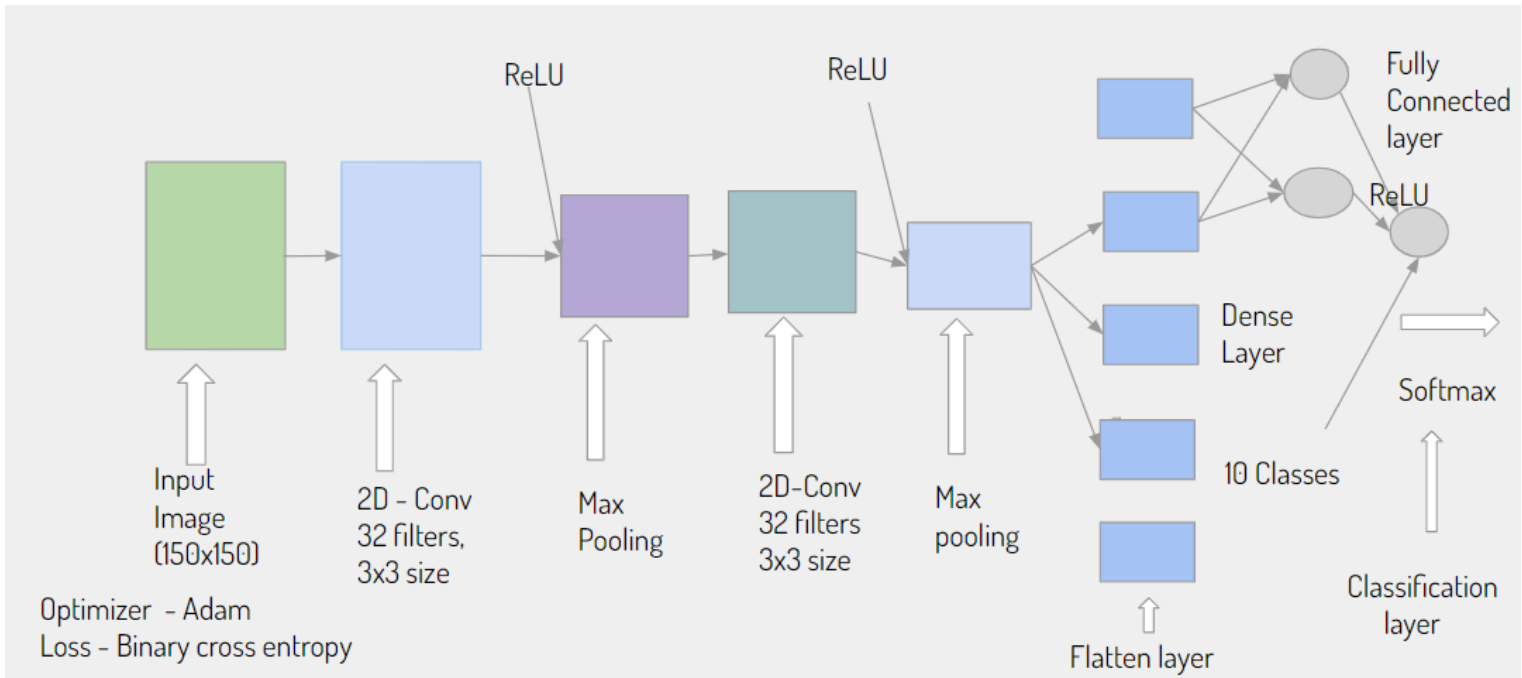 ReLU
ReLU
Fully
Connected
layer
ReLU
Dense
Layer
Softmax
10 Classes
Input
Image
(150x150)
2D - Conv
32 filters,
3x3 size
Max
Pooling
2D-Conv
32 filters
3x3 size
Max
pooling
Classification
layer
Flatten layer
Optimizer - Adam
Loss - Binary cross entropy